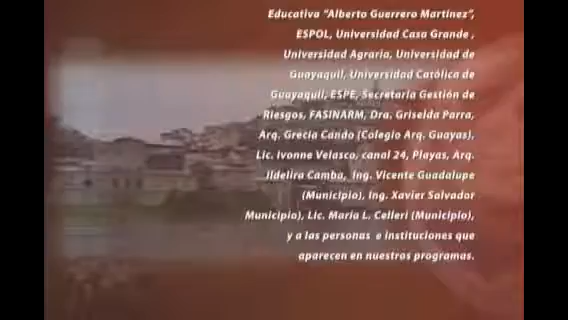 Educativa "Alberto Guerrero Martínez",
ESPOL, Universidad Casa Grande ,
Universidad Agraria, Universidad de
Guayaquil, Universidad Católica de
Guayaquil, ESPE, Secretaria Gestión de
Riesgos, FASINARM, Dra. Griselda Parra,
Arq. Grecia Cando (Colegio Arq. Guayas),
Lic. Ivonne Velasco, canal 24, Playas, Arq.
Jldelira Camba, Ing. Vicente Guadalupe
(Municipio), Ing. Xavier Salvador
Municipio), Lic. Maria L. Celleri (Municipio),
y a las personas e instituciones que
aparecen en nuestros programas.